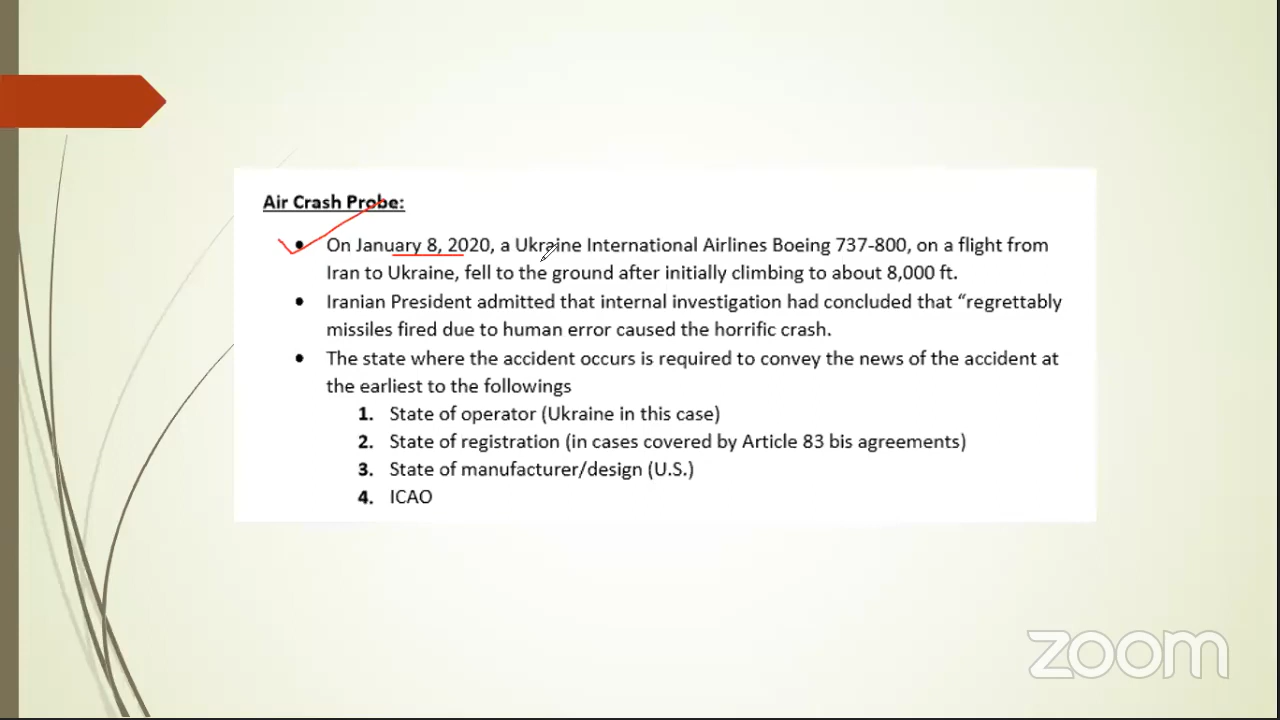 Air Crash Probe:
• On January 8, 2020, a Ukraine International Airlines Boeing 737-800, on a flight from
Iran to Ukraine, fell to the ground after initially climbing to about 8,000 ft.
• Iranian President admitted that internal investigation had concluded that “regrettably
missiles fired due to human error caused the horrific crash.
• The state where the accident occurs is required to convey the news of the accident at
the earliest to the followings
1. State of operator (Ukraine in this case)
2. State of registration (in cases covered by Article 83 bis agreements)
3. State of manufacturer/design (U.S.)
4. ICAO
zoom